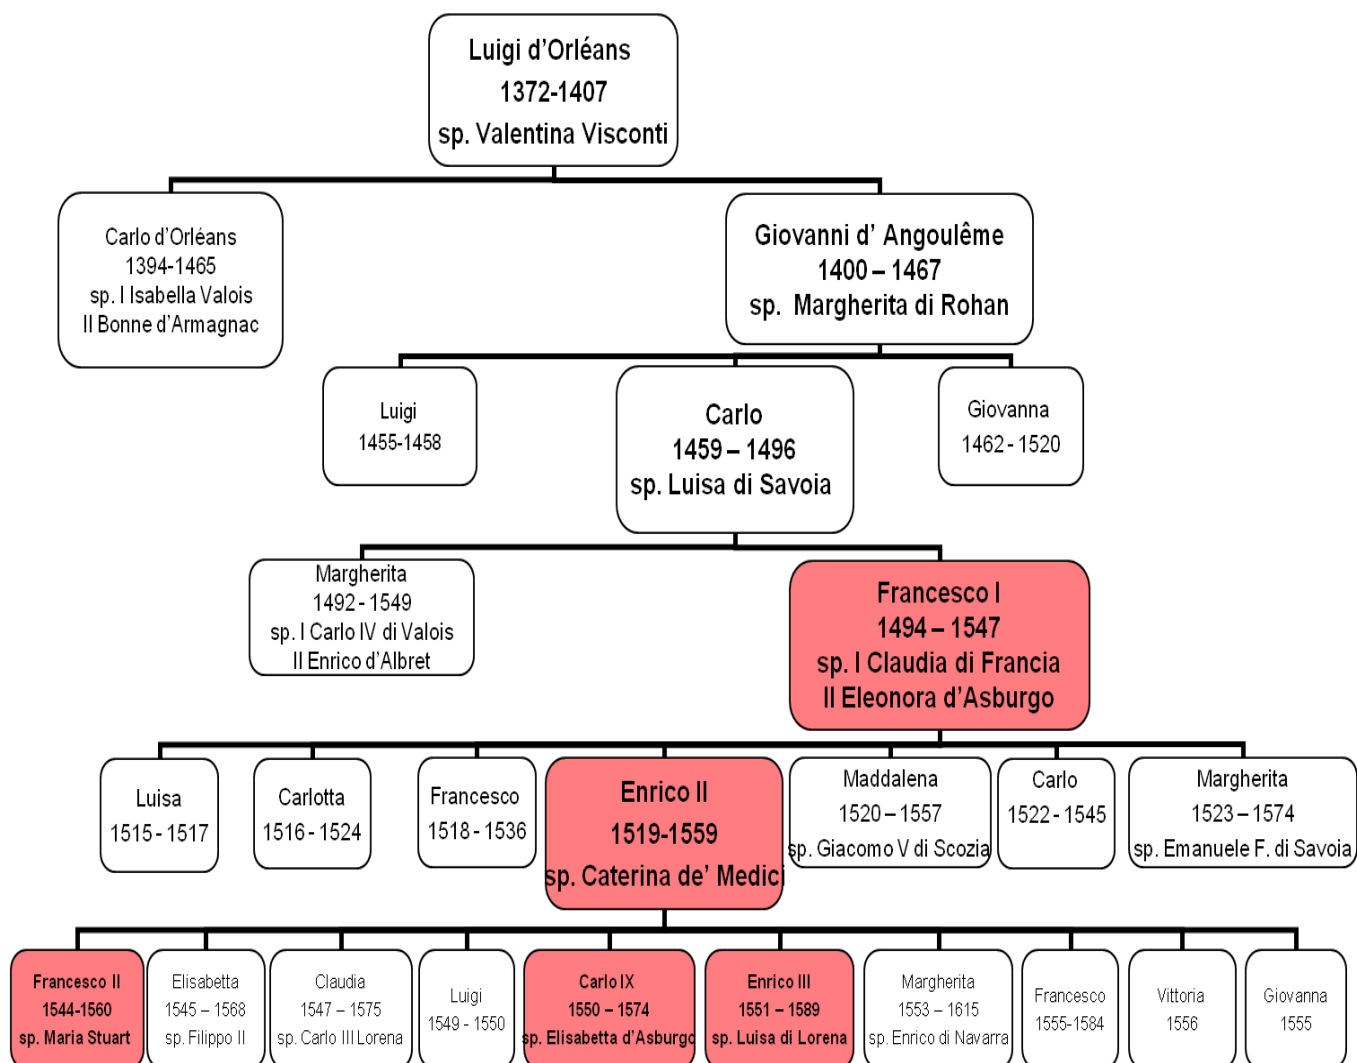 Luigi d’Orléans
1372-1407
sp. Valentina Visconti
Carlo d’Orléans
1394-1465
sp. I Isabella Valois
II Bonne d’Armagnac
Giovanni d’ Angoulême
1400 – 1467
sp. Margherita di Rohan
Luigi
1455-1458
Carlo
1459 – 1496
sp. Luisa di Savoia
Giovanna
1462 - 1520
Margherita
1492 - 1549
sp. I Carlo IV di Valois
II Enrico d’Albret
Francesco I
1494 – 1547
sp. I Claudia di Francia
II Eleonora d’Asburgo
Luisa
1515 - 1517
Carlotta
1516 - 1524
Francesco
1518 - 1536
Enrico II
1519-1559
sp. Caterina de’ Medici
Maddalena
1520 – 1557
sp. Giacomo V di Scozia
Carlo
1522 - 1545
Margherita
1523 – 1574
sp. Emanuele F. di Savoia
Francesco II
1544-1560
sp. Maria Stuart
Elisabetta
1545 – 1568
sp. Filippo II
Claudia
1547 – 1575
sp. Carlo III Lorena
Luigi
1549 - 1550
Carlo IX
1550 – 1574
sp. Elisabetta d’Asburgo
Enrico III
1551 – 1589
sp. Luisa di Lorena
Margherita
1553 – 1615
sp. Enrico di Navarra
Francesco
1555-1584
Vittoria
1556
Giovanna
1555